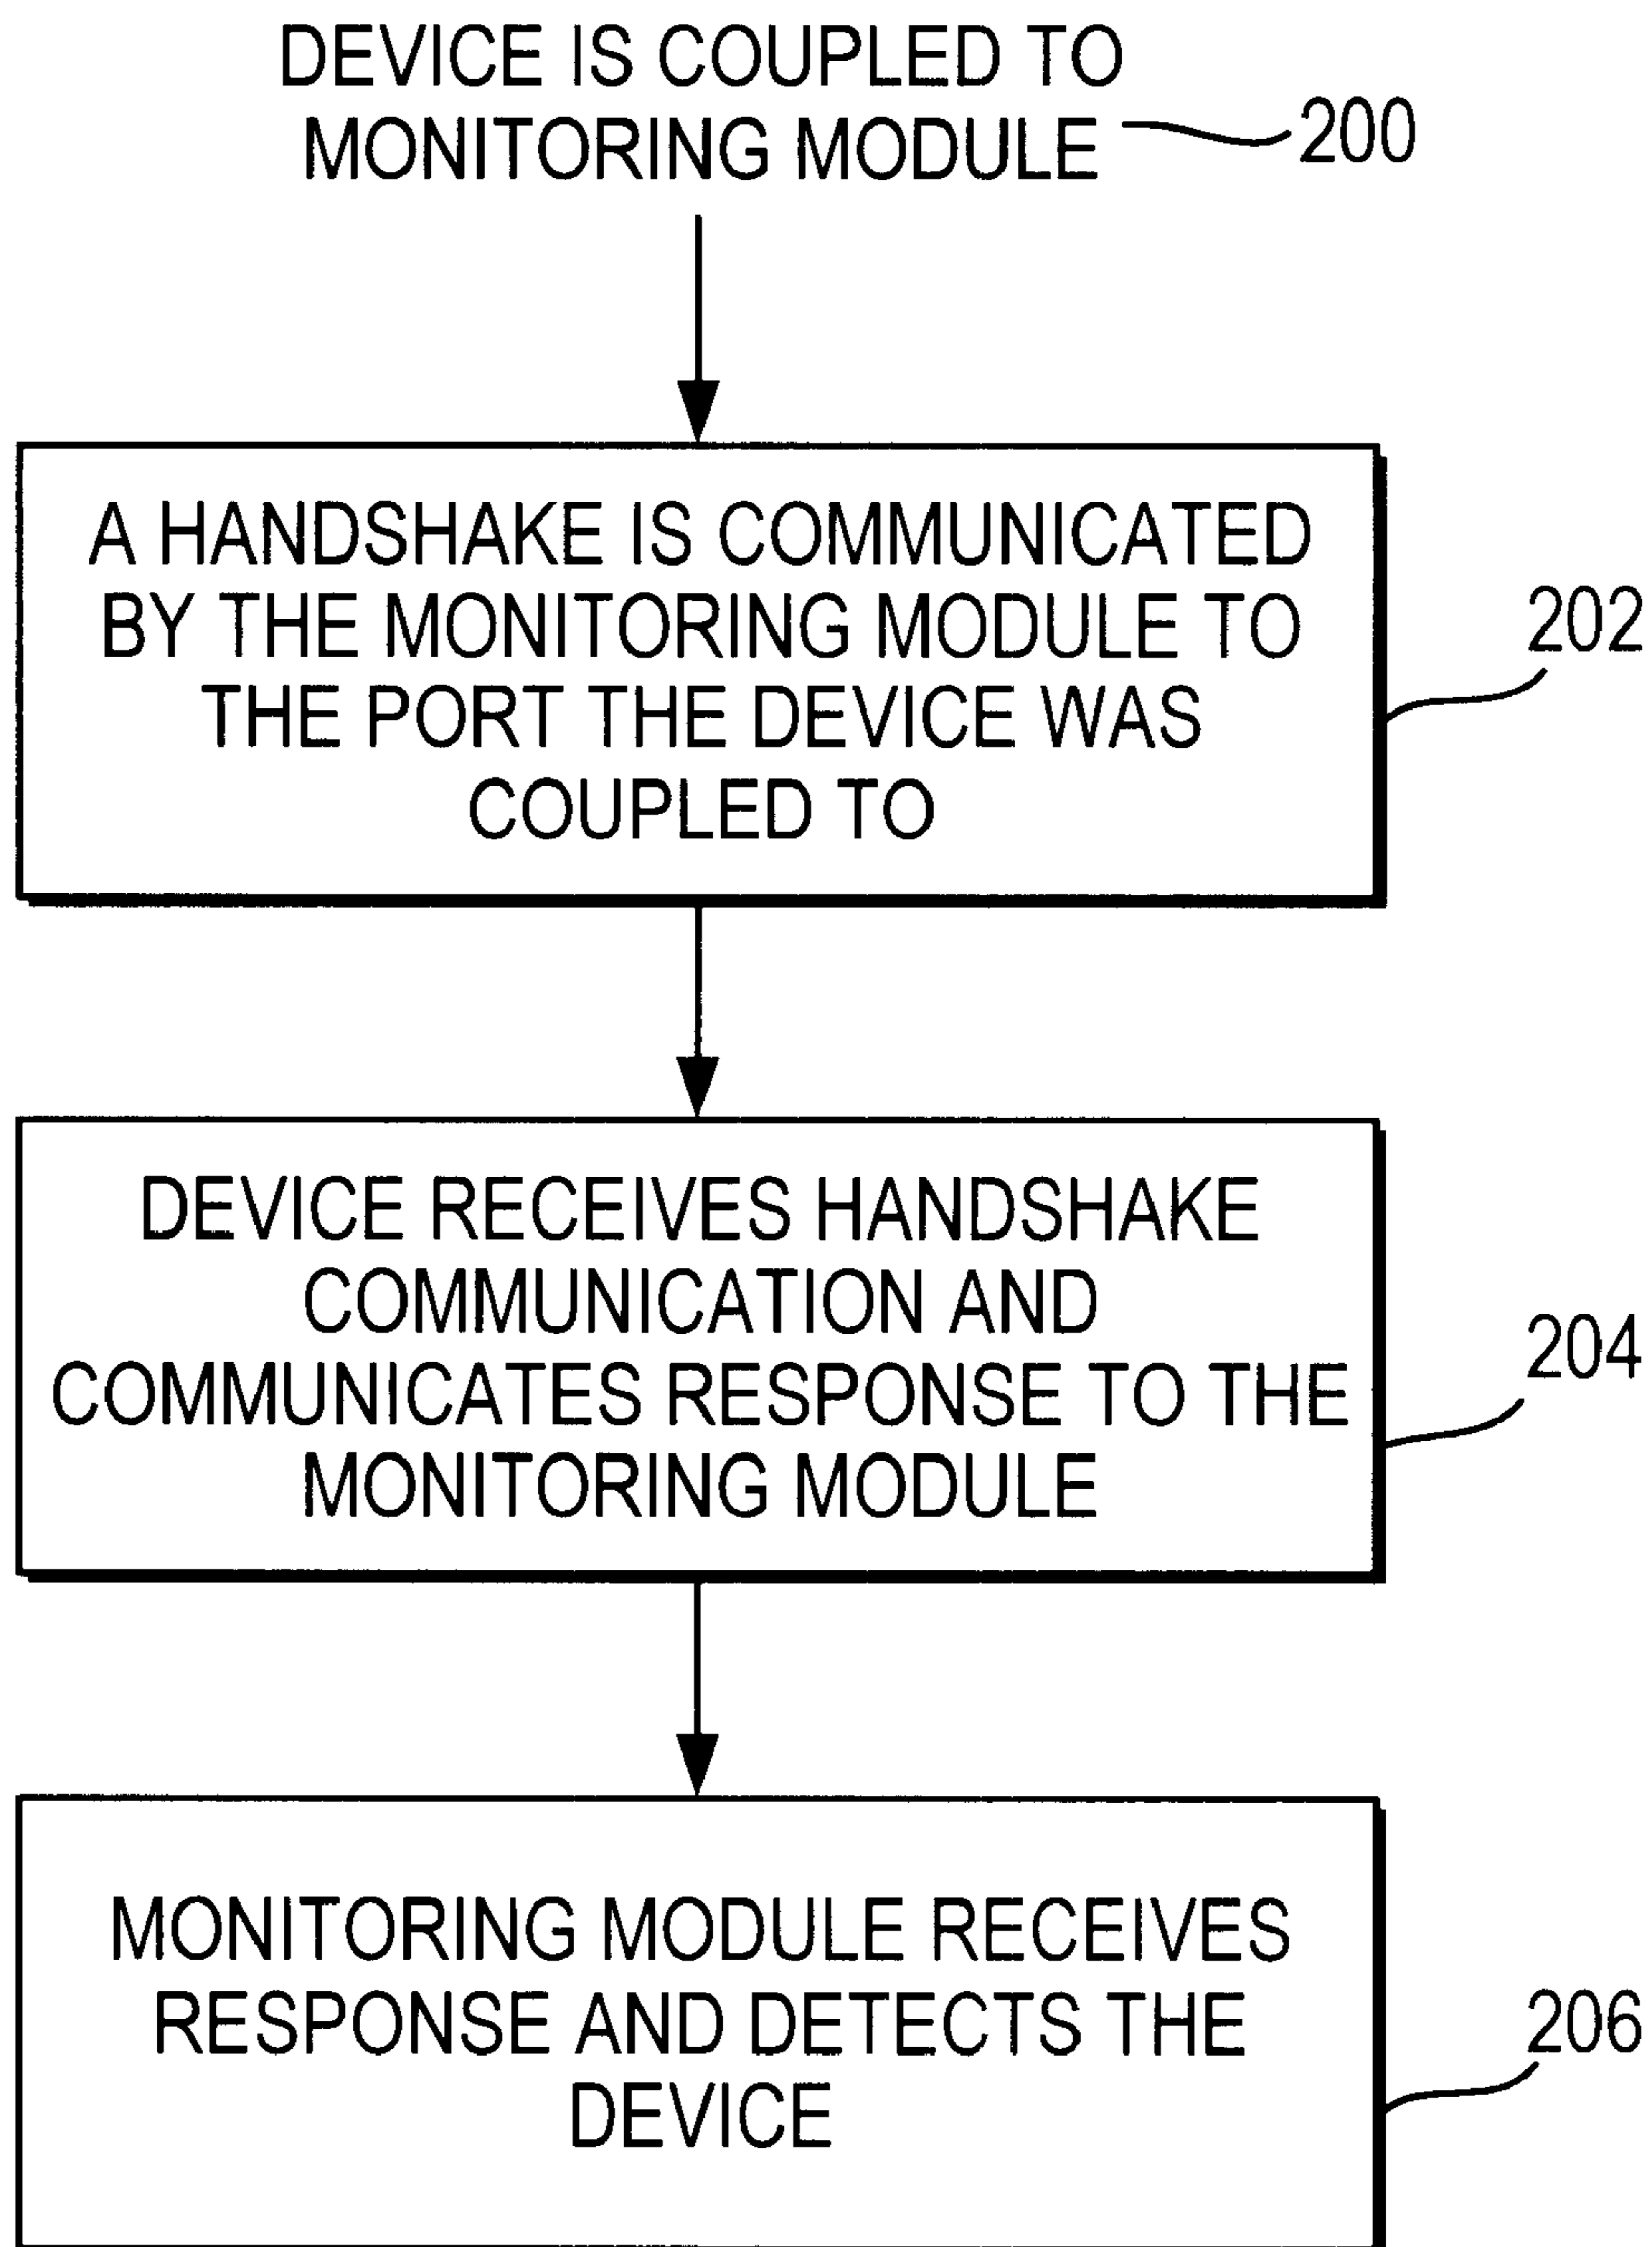 DEVICE IS COUPLED TO
MONITORING MODULE
200
A HANDSHAKE IS COMMUNICATED
BY THE MONITORING MODULE TO
THE PORT THE DEVICE WAS
COUPLED TO
202
DEVICE RECEIVES HANDSHAKE
COMMUNICATION AND
COMMUNICATES RESPONSE TO THE
MONITORING MODULE
204
MONITORING MODULE RECEIVES
RESPONSE AND DETECTS THE
DEVICE
206